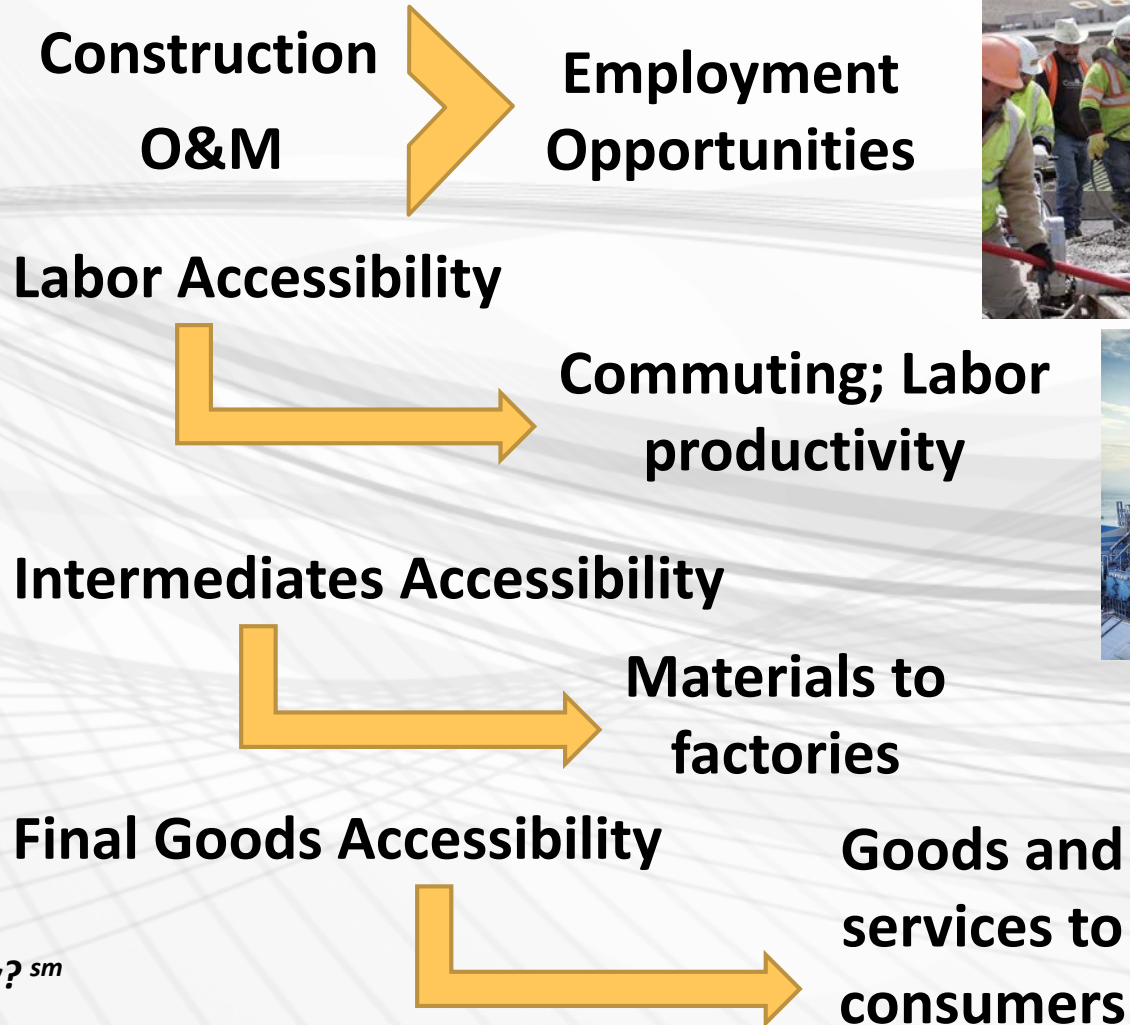 Construction
O&M
Employment
Opportunities
Labor Accessibility
Commuting; Labor
productivity
Intermediates Accessibility
Materials to
factories
Final Goods Accessibility
Goods and
services to
consumers
? sm